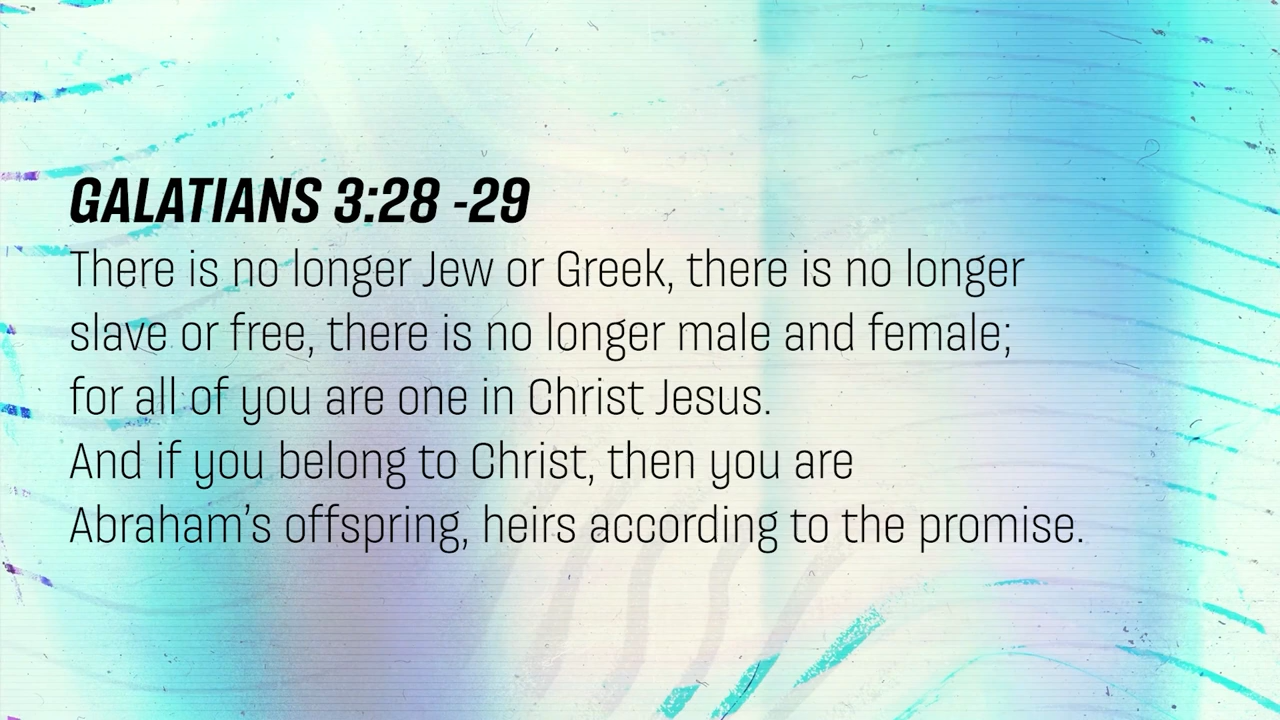 GALATIANS 3:28 -29
There is no longer Jew or Greek, there is no longer
slave or free, there is no longer male and female;
for all of you are one in Christ Jesus.
And if you belong to Christ, then you are
Abraham’s offspring, heirs according to the promise.